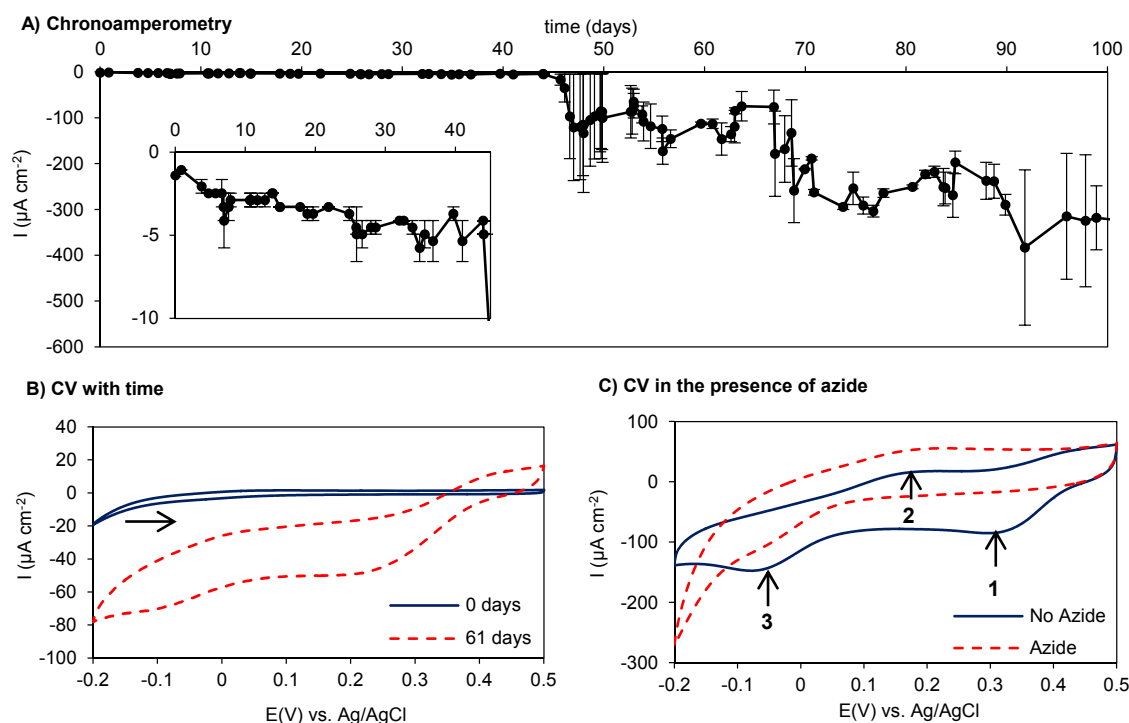 A) Chronoamperometry
time (days)
0 10 20 30 40 50 60 70 80 90 100
0
-100
-200
-300
-400
-500
-600
I (µA cm-2)
0 10 20 30 40
0
-5
-10
I (µA cm-2)
B) CV with time
40
20
0
-20
-40
-60
-80
-100
I (µA cm-2)
0 days
61 days
-0.2 -0.1 0 0.1 0.2 0.3 0.4 0.5
E(V) vs. Ag/AgCl
C) CV in the presence of azide
100
0
-100
-200
-300
I (µA cm-2)
2
1
3
No Azide
Azide
-0.2 -0.1 0 0.1 0.2 0.3 0.4 0.5
E(V) vs. Ag/AgCl